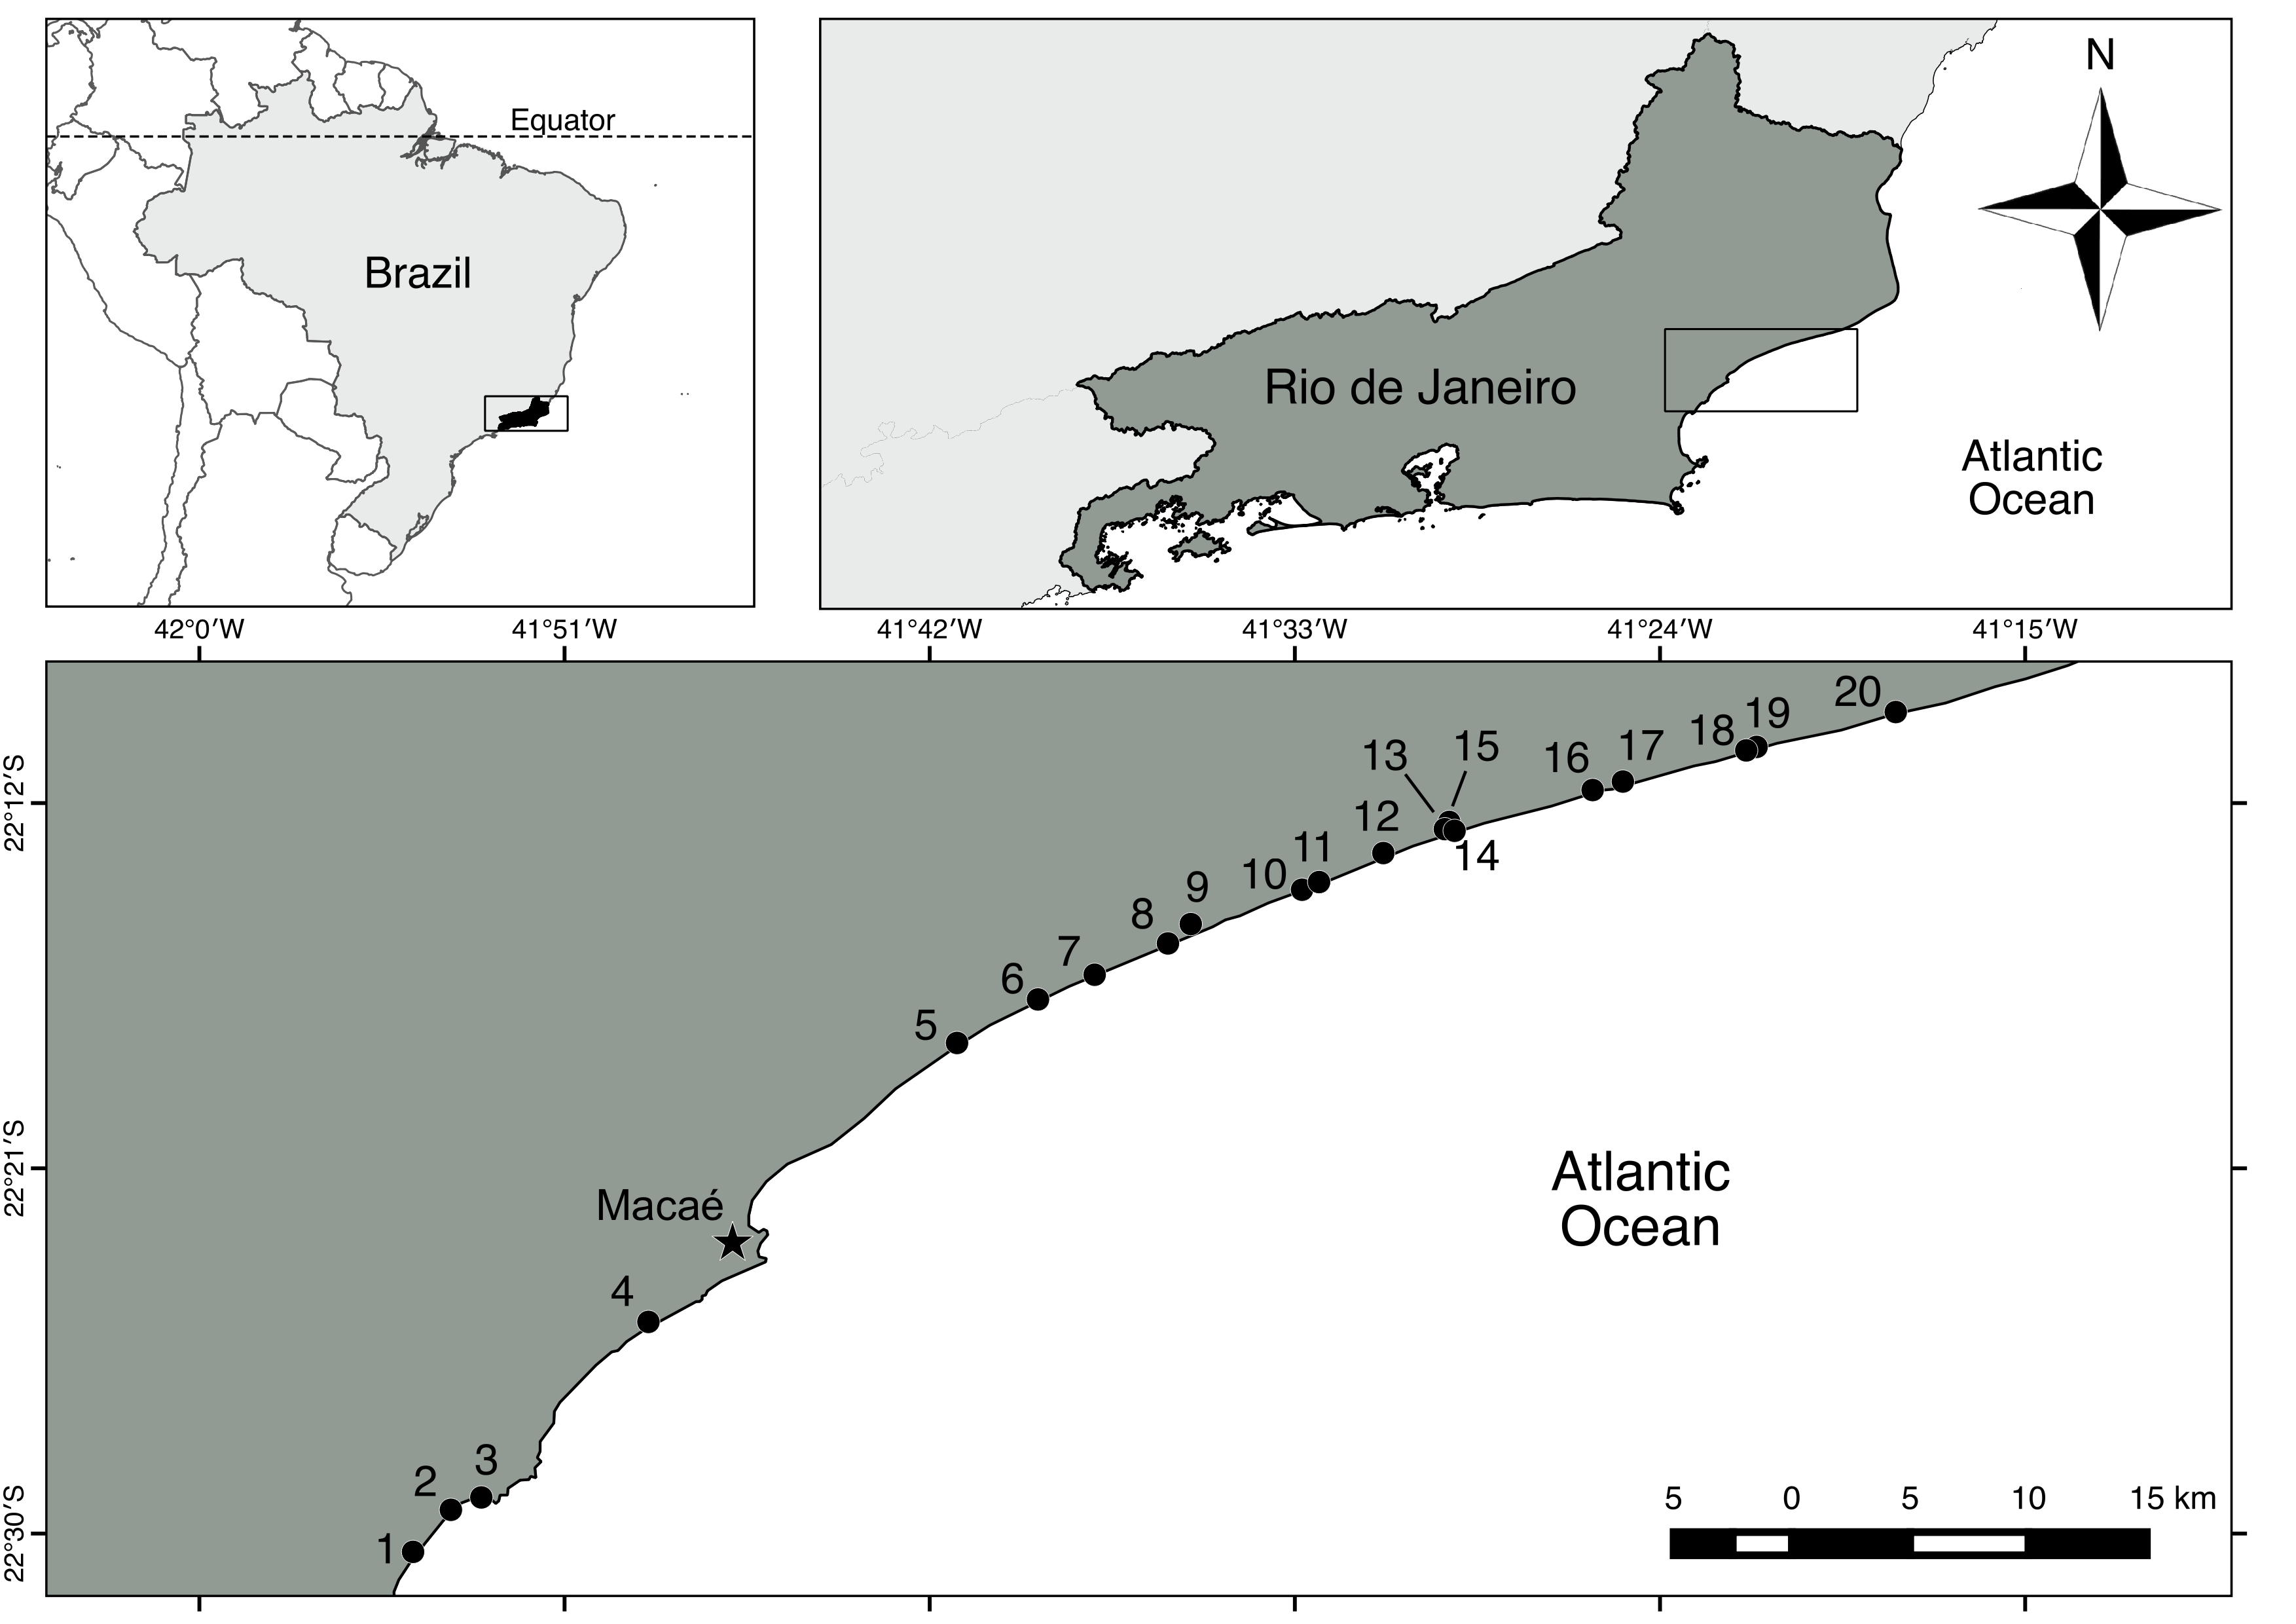 Equator
Brazil
N
Rio de Janeiro
Atlantic
Ocean
42°0′W
41°51′W
41°42′W
41°33′W
41°24′W
41°15′W
22°12′S
22°21′S
22°30′S
20
19
18
17
16
15
13
14
12
11
10
9
8
7
6
5
Macaé
4
3
2
1
Atlantic
Ocean
5 0 5 10 15 km